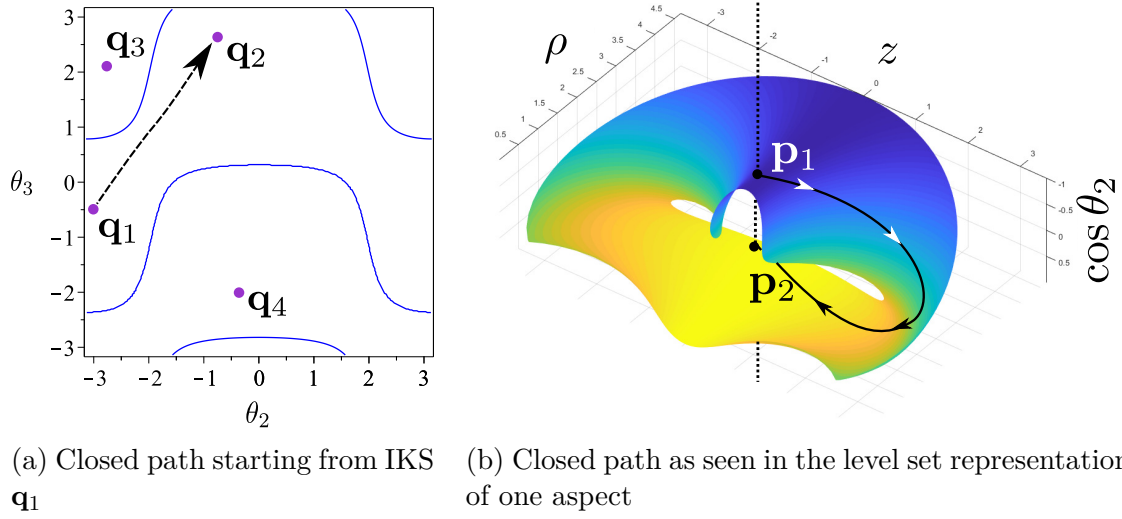 3
2
1
0
−1
−2
−3
θ3
q3
q2
q1
q4
−3 −2 −1 0 1 2 3
θ2
ρ
4.5
4
3.5
3
2.5
2
1.5
1
0.5
z
-3
-2
-1
0
1
2
3
-1
-0.5
0
0.5
cos θ2
p1
p2
(a) Closed path starting from IKS
q1
(b) Closed path as seen in the level set representation
of one aspect